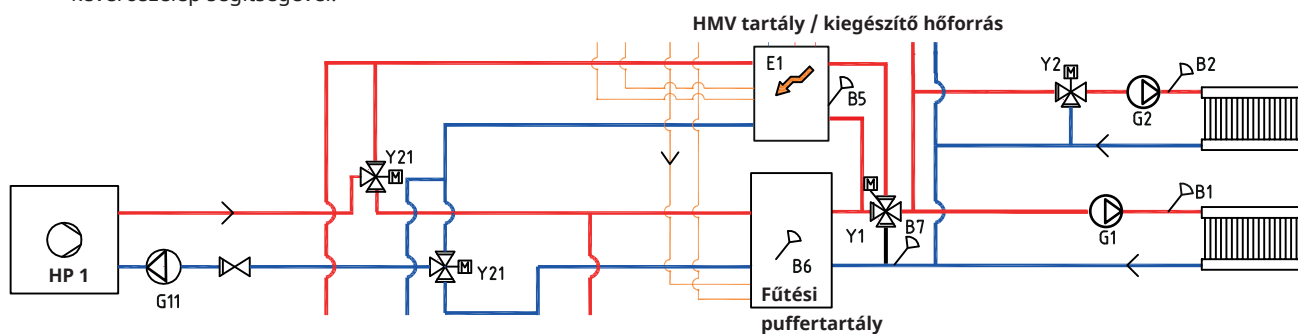 HMV tartály / kiegészítő hőforrás
E1
B5
Y2
M
B2
G2
Y21
M
HP 1
G11
M
Y21
B6
Fűtési
puffertartály
M
Y1
B7
B1
G1